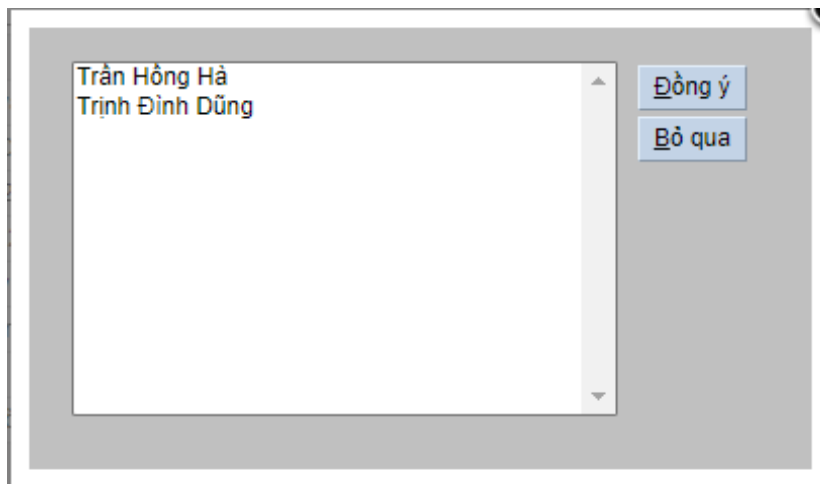 Trần Hồng Hà
Trịnh Đình Dũng
Đồng ý
Bỏ qua